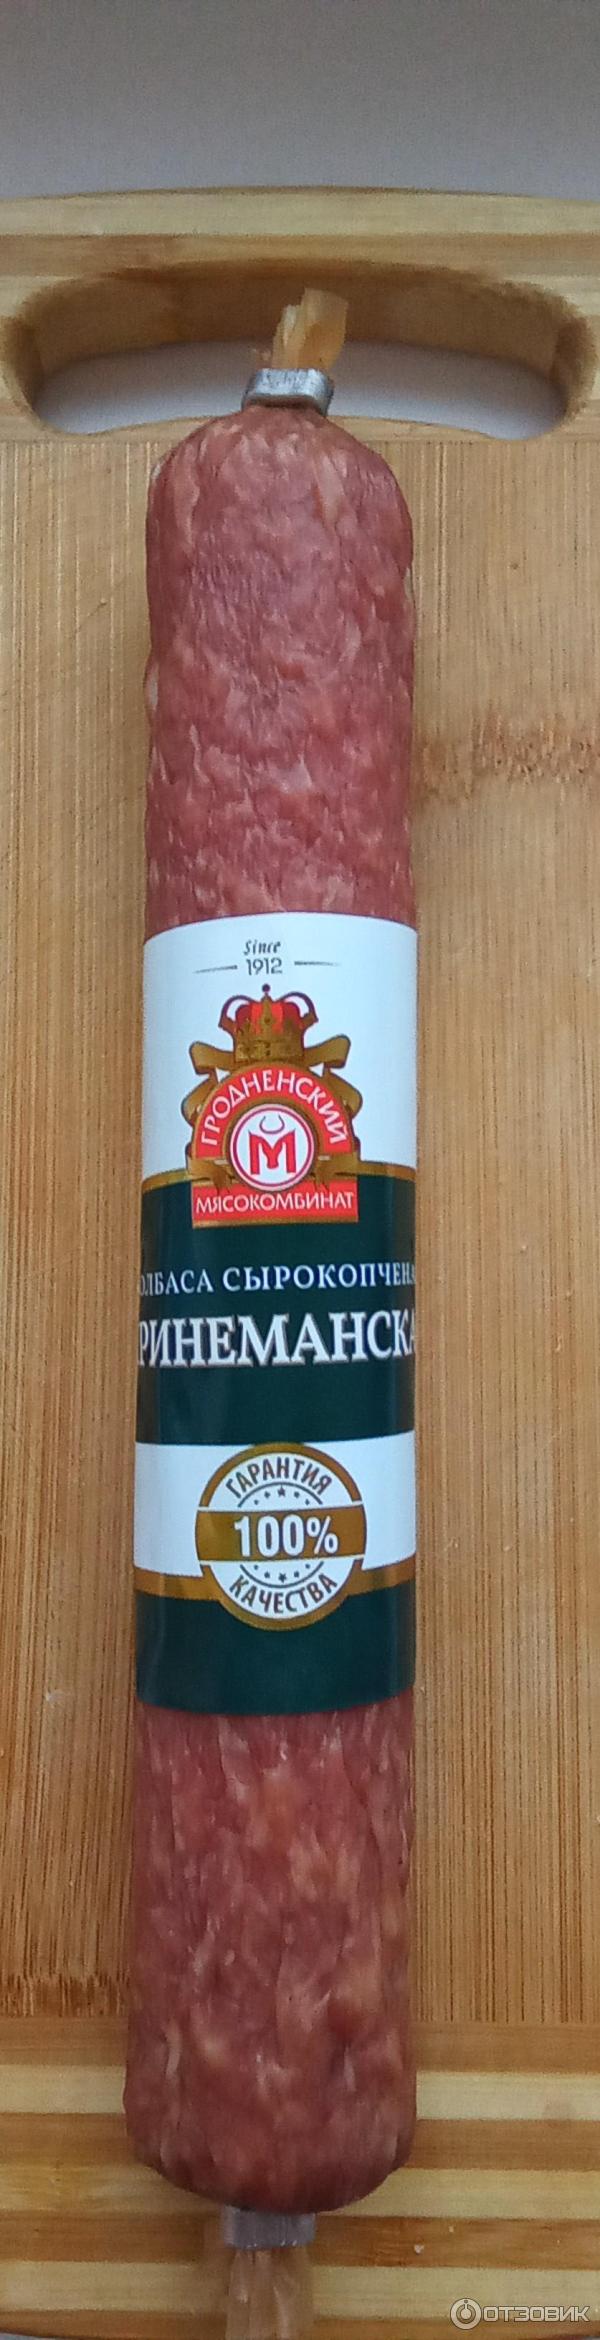 Since
1912
ГРОДНЕНСКИЙ
М
МЯСОКОМБИНАТ
ОЛБАСА СЫРОКОПЧЕНА
РИНЕМАНСКА
ГАРАНТИЯ
100%
КАЧЕСТВА
ОТЗОВИК